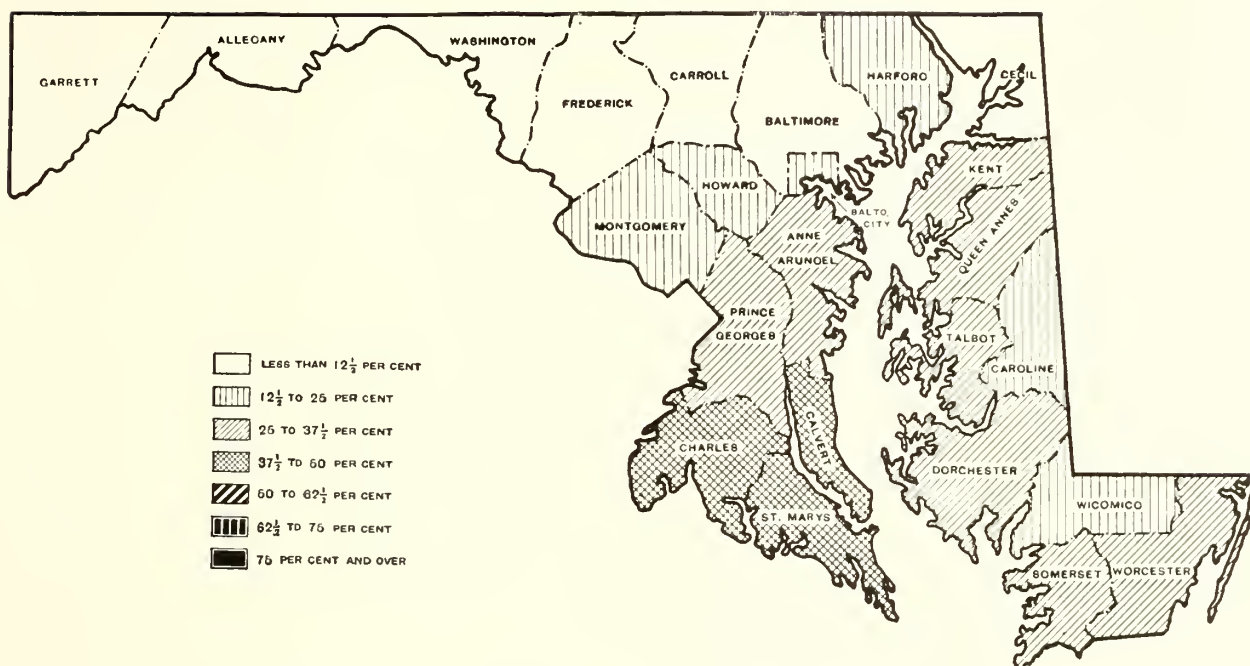 GARRETT
ALLEGANY
WASHINGTON
FREDERICK
CARROLL
BALTIMORE
HARFORD
CECIL
KENT
HOWARD
MONTGOMERY
BALTO.
CITY
ANNE
ARUNDEL
QUEEN ANNES
PRINCE
GEORGES
TALBOT
CAROLINE
CALVERT
CHARLES
ST. MARYS
DORCHESTER
WICOMICO
SOMERSET
WORCESTER
LESS THAN 12½ PER CENT
12½ TO 25 PER CENT
25 TO 37½ PER CENT
37½ TO 50 PER CENT
50 TO 62½ PER CENT
62½ TO 75 PER CENT
75 PER CENT AND OVER